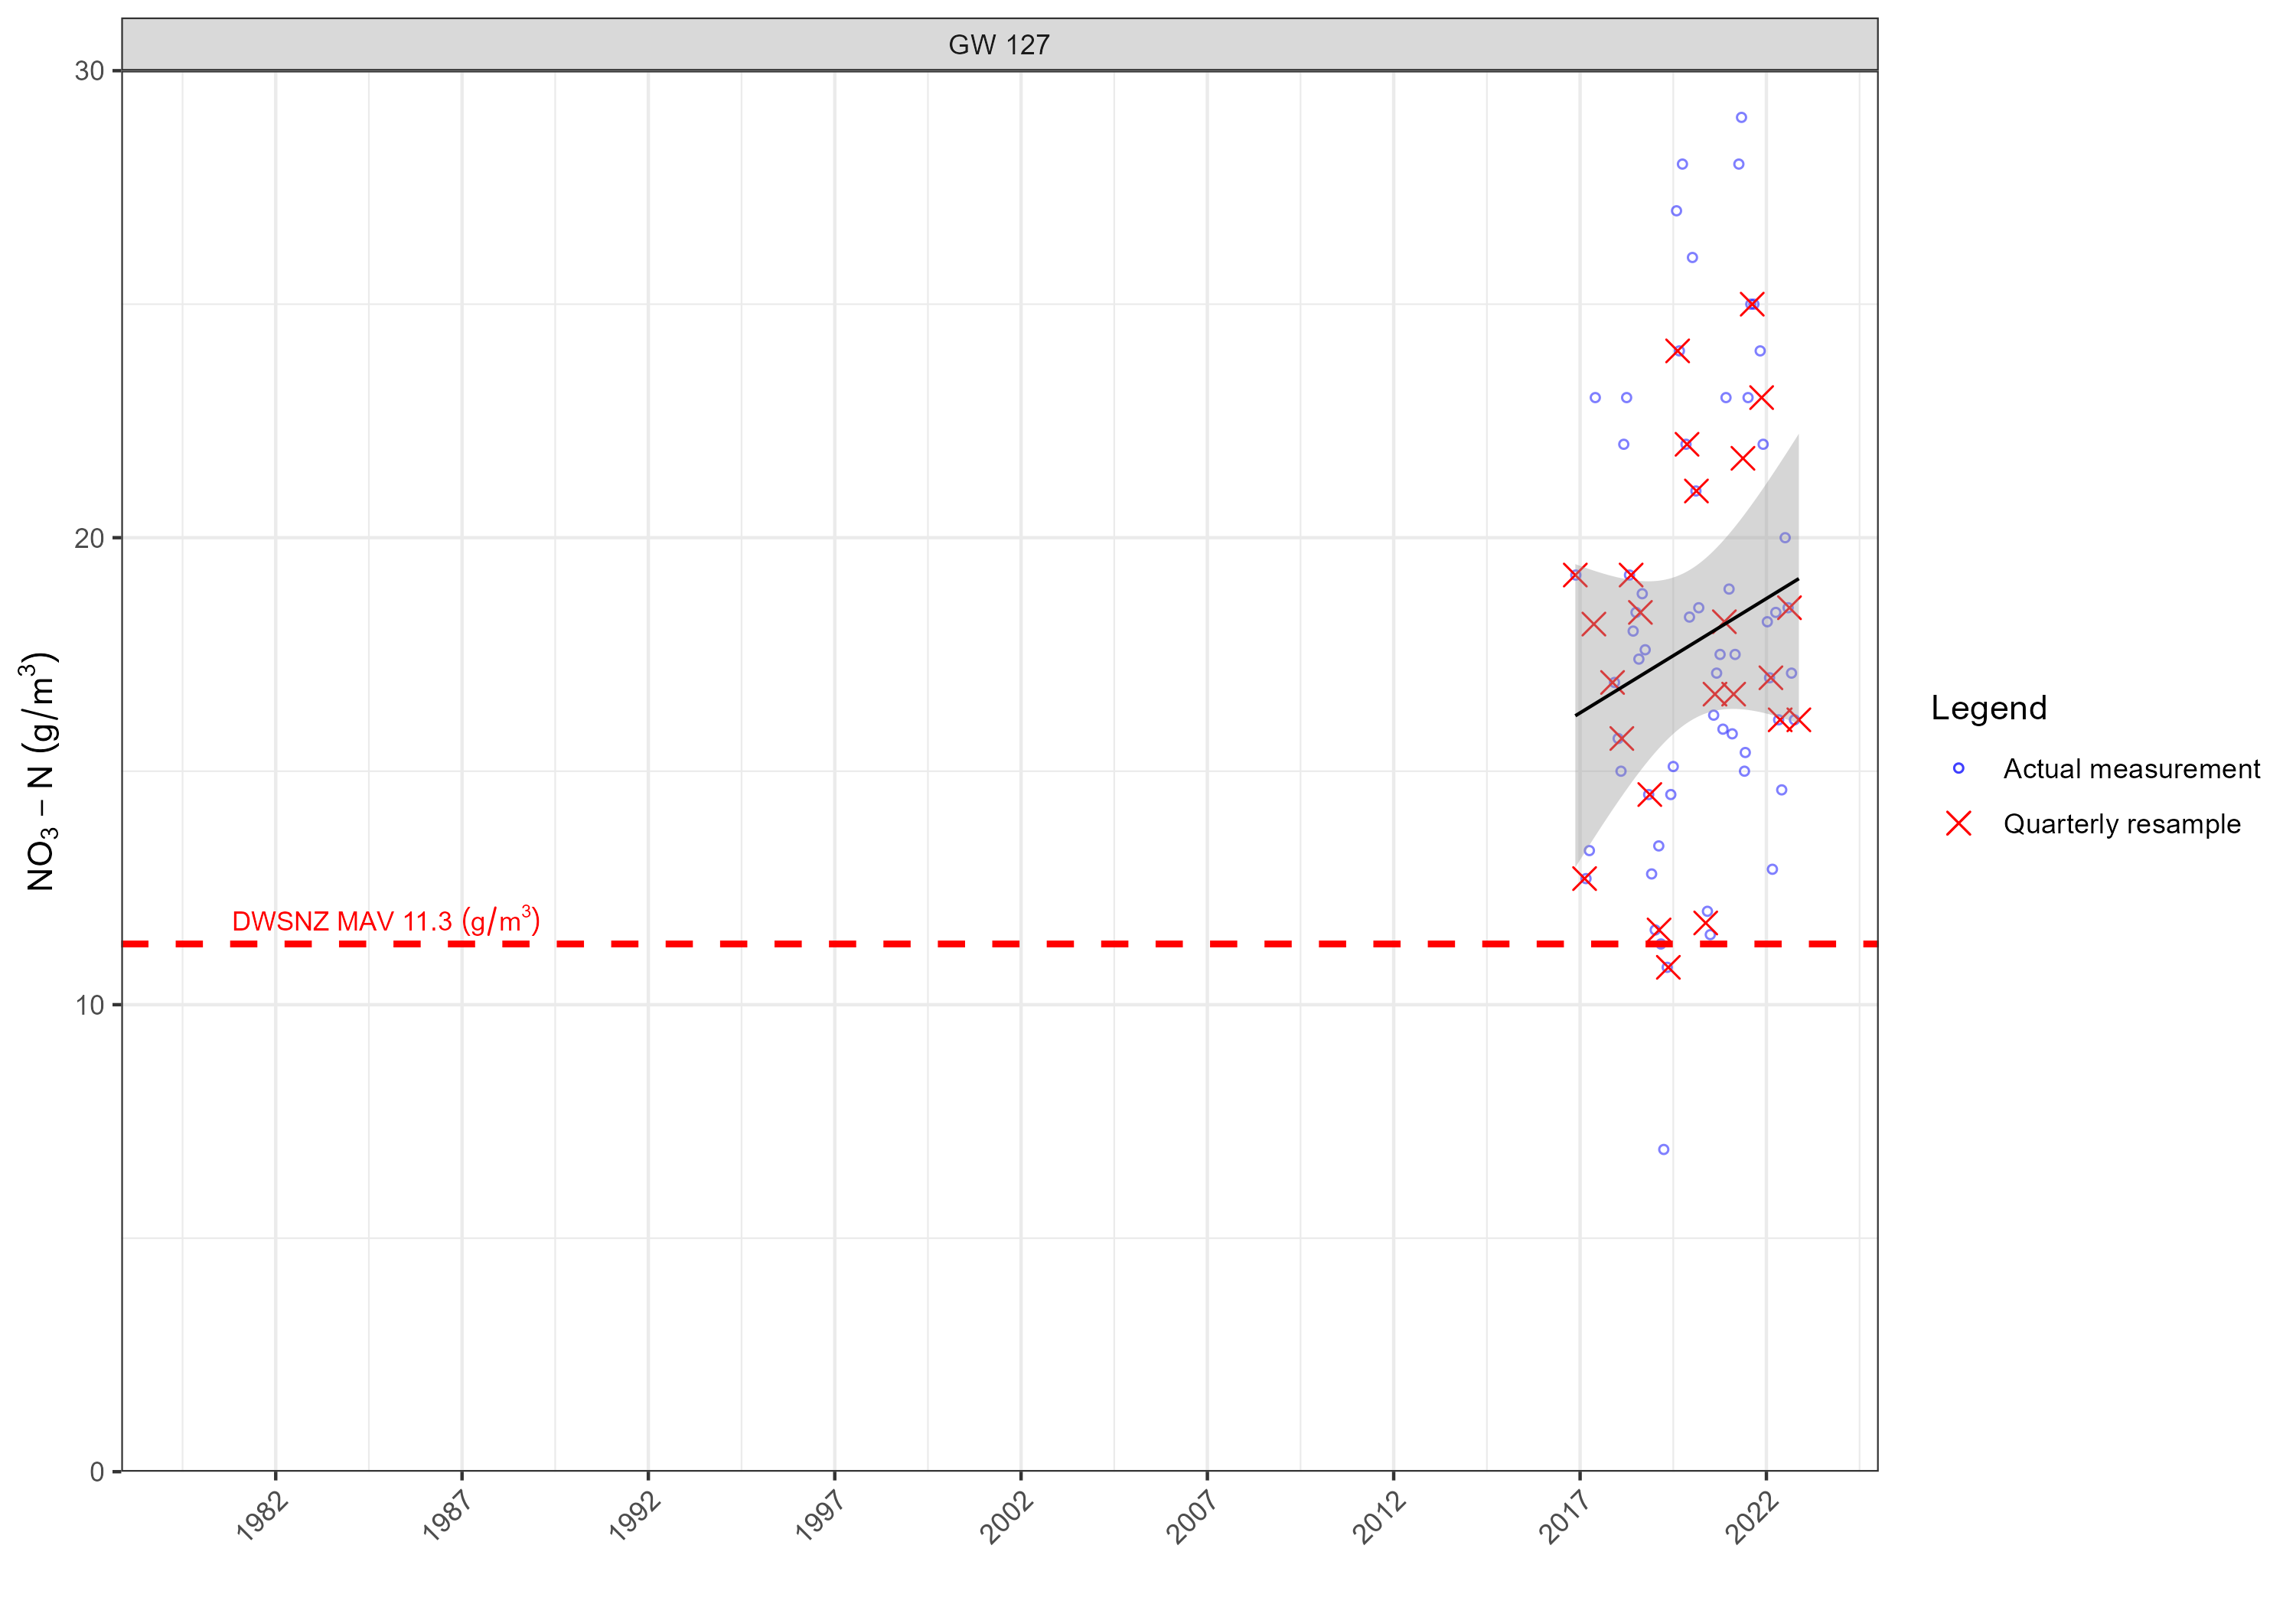 GW 127
30
20
10
0
NO₃ – N (g/m³)
DWSNZ MAV 11.3 (g/m³)
1982
1987
1992
1997
2002
2007
2012
2017
2022
Legend
Actual measurement
Quarterly resample